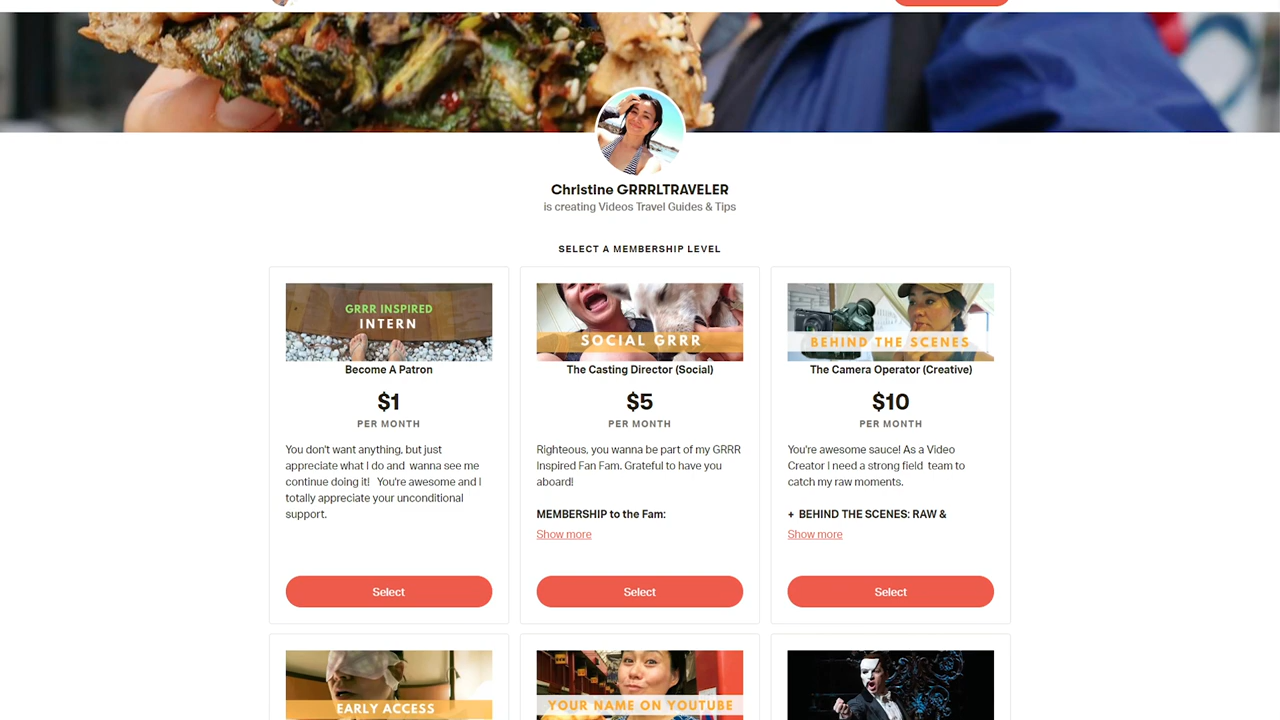 Christine GRRRLTRAVELER
is creating Videos Travel Guides & Tips
SELECT A MEMBERSHIP LEVEL
GRRR INSPIRED
INTERN
Become A Patron
$1
PER MONTH
You don't want anything, but just
appreciate what I do and wanna see me
continue doing it! You're awesome and I
totally appreciate your unconditional
support.
Select
SOCIAL GRRR
The Casting Director (Social)
$5
PER MONTH
Righteous, you wanna be part of my GRRR
Inspired Fan Fam. Grateful to have you
aboard!
MEMBERSHIP to the Fam:
Show more
Select
BEHIND THE SCENES
The Camera Operator (Creative)
$10
PER MONTH
You're awesome sauce! As a Video
Creator I need a strong field team to
catch my raw moments.
+ BEHIND THE SCENES: RAW &
Show more
Select
EARLY ACCESS
YOUR NAME ON YOUTUBE